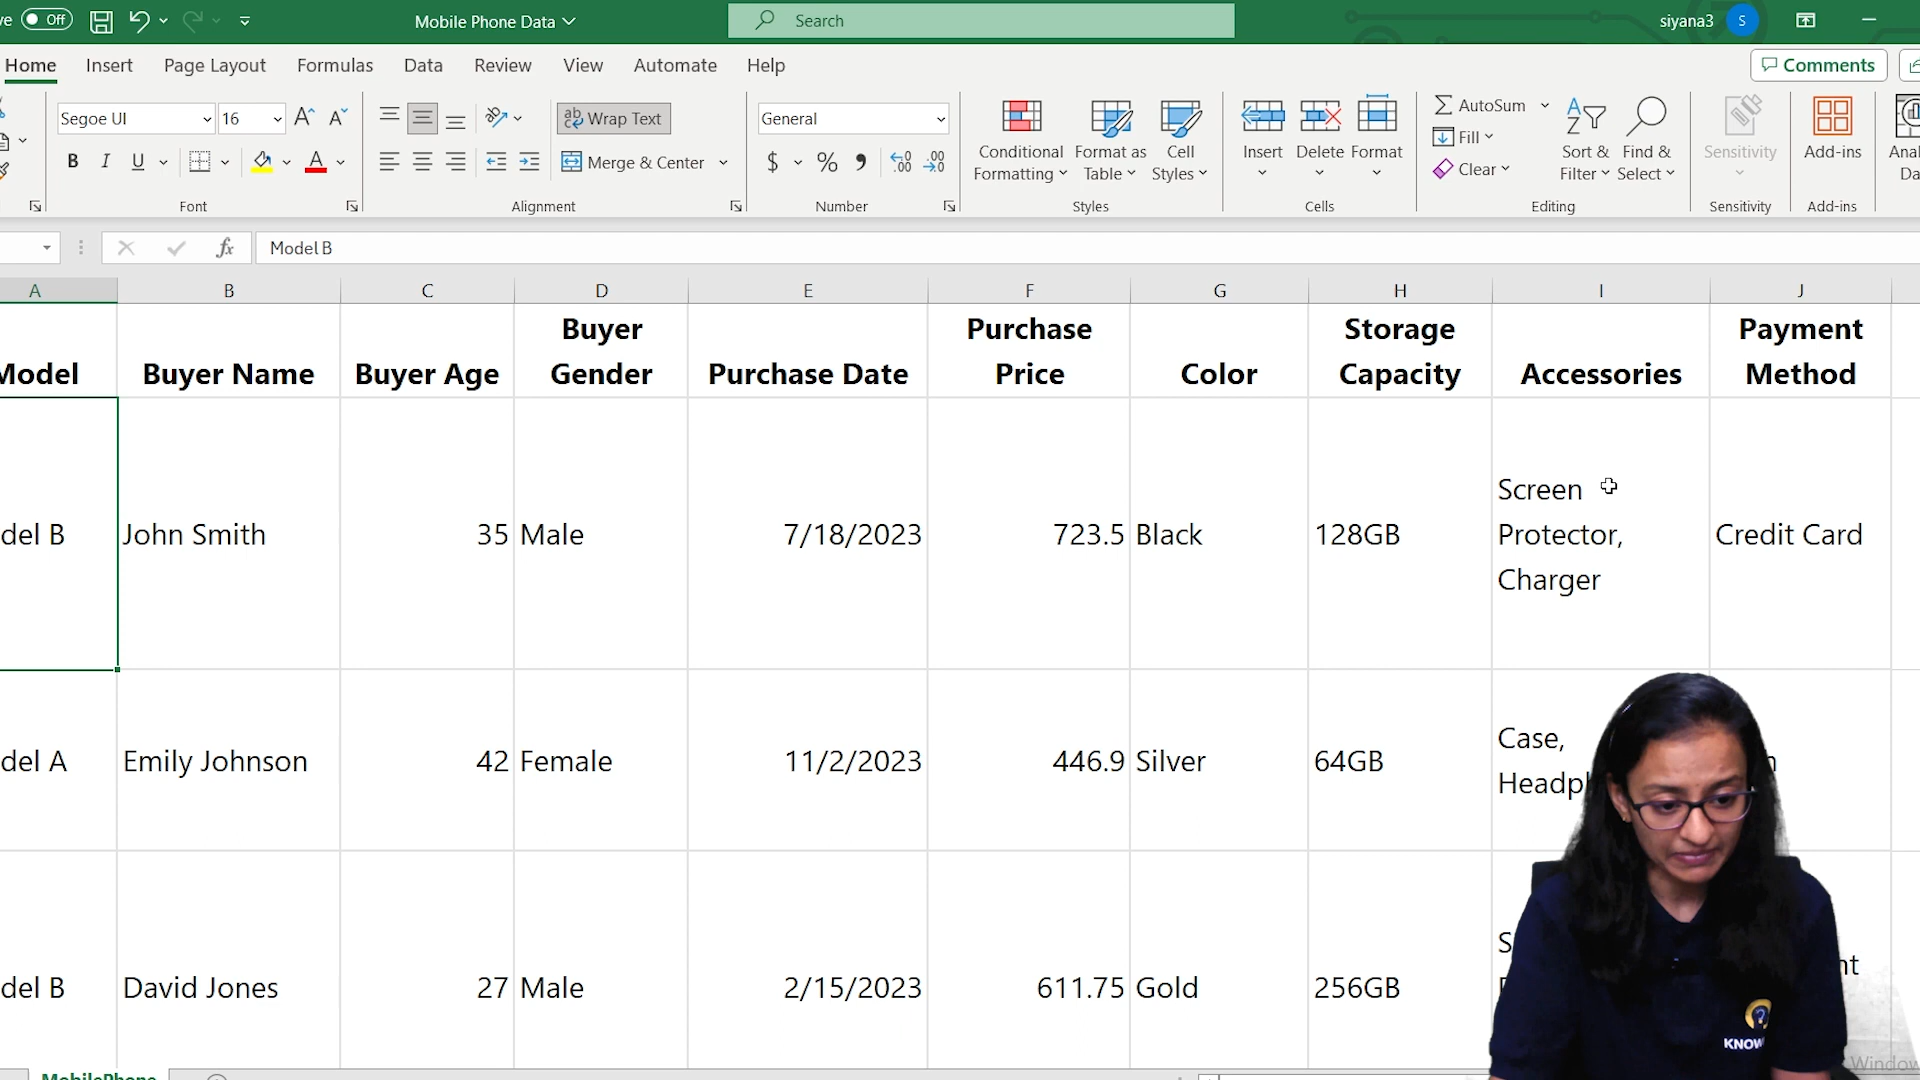 ve Off Mobile Phone Data Search siyana3 S
Home Insert Page Layout Formulas Data Review View Automate Help Comments
Segoe UI 16 Wrap Text General AutoSum
B I U Merge & Center $ % Conditional Formatting Format as Table Cell Styles Insert Delete Format Fill Clear Sort & Filter Find & Select Sensitivity Add-ins
Font Alignment Number Styles Cells Editing Sensitivity Add-ins
fx Model B
A B C D E F G H I J
Model Buyer Name Buyer Age Buyer Gender Purchase Date Purchase Price Color Storage Capacity Accessories Payment Method
del B John Smith 35 Male 7/18/2023 723.5 Black 128GB Screen Protector, Charger Credit Card
del A Emily Johnson 42 Female 11/2/2023 446.9 Silver 64GB Case,
del B David Jones 27 Male 2/15/2023 611.75 Gold 256GB
KNOW
MobilePhone